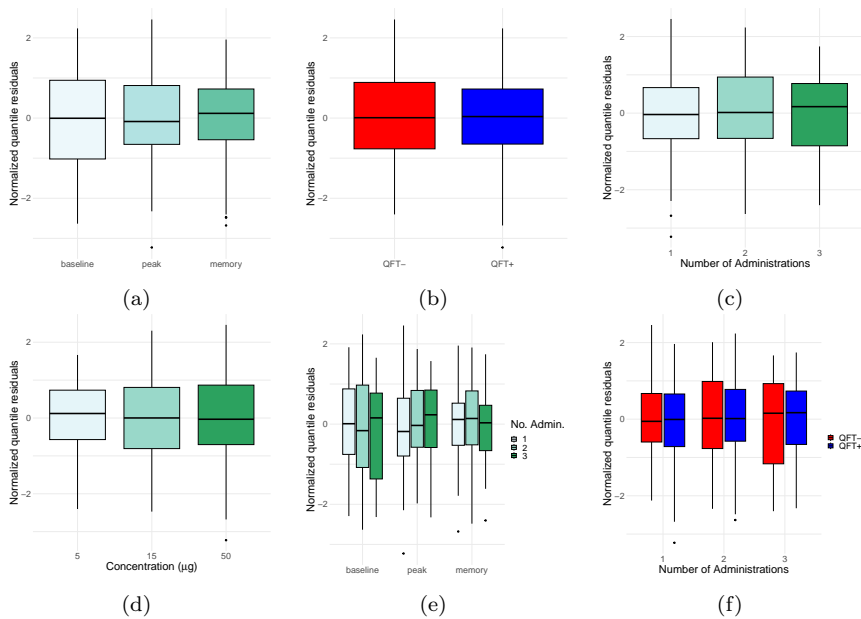 Normalized quantile residuals
2
0
−2
baseline peak memory
(a)
Normalized quantile residuals
2
0
−2
QFT− QFT+
(b)
Normalized quantile residuals
2
0
−2
1 2 3
Number of Administrations
(c)
Normalized quantile residuals
2
0
−2
5 15 50
Concentration (μg)
(d)
Normalized quantile residuals
2
0
−2
baseline peak memory
No. Admin.
1
2
3
(e)
Normalized quantile residuals
2
0
−2
1 2 3
Number of Administrations
QFT−
QFT+
(f)